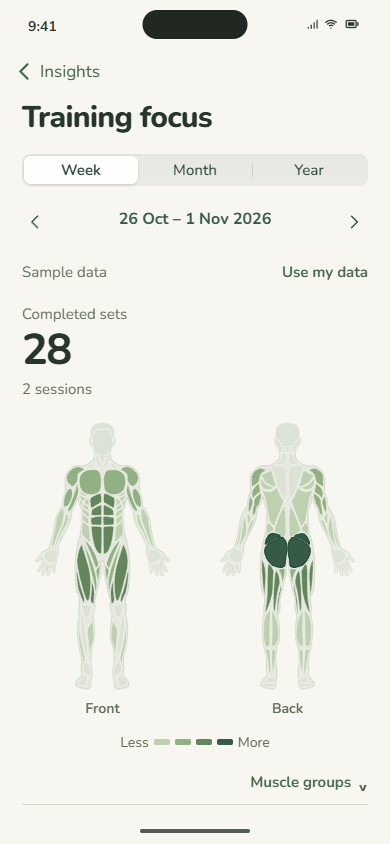 9:41
Insights
Training focus
Week Month Year
26 Oct – 1 Nov 2026
Sample data Use my data
Completed sets
28
2 sessions
Front Back
Less More
Muscle groups